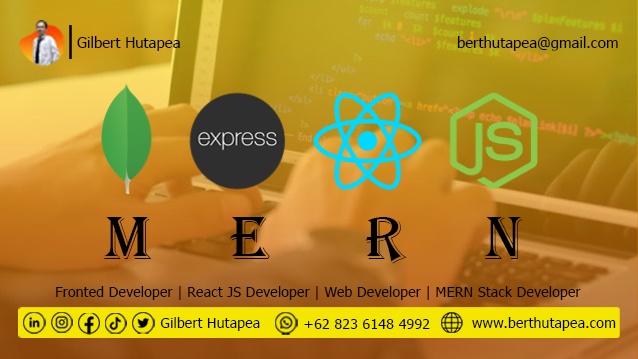 Gilbert Hutapea
berthutapea@gmail.com
express
JS
M E R N
Fronted Developer | React JS Developer | Web Developer | MERN Stack Developer
in f Gilbert Hutapea +62 823 6148 4992 www.berthutapea.com